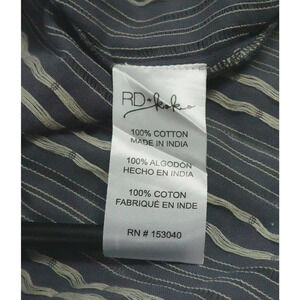 RD+koko
100% COTTON
MADE IN INDIA
100% ALGODON
HECHO EN INDIA
100% COTON
FABRIQUÉ EN INDE
RN # 153040